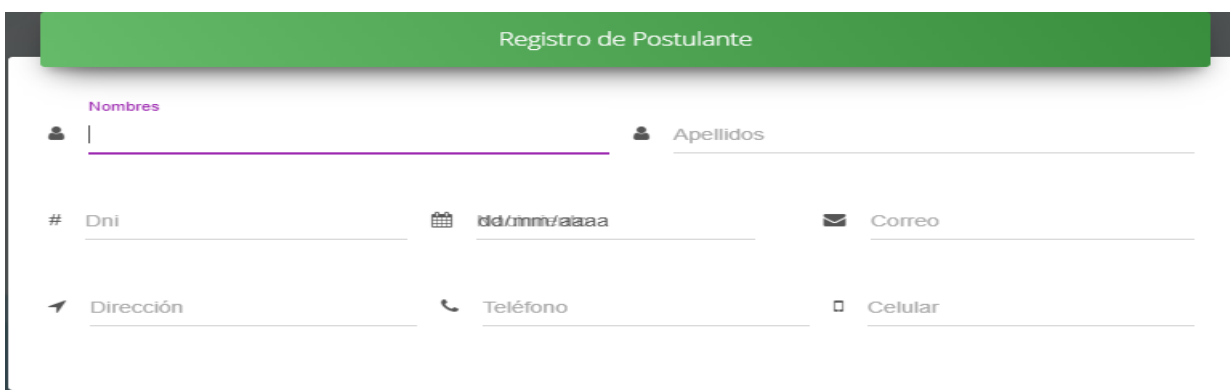 Registro de Postulante
Nombres
Apellidos
# Dni
dd/mm/aaaa
Correo
Dirección
Teléfono
Celular